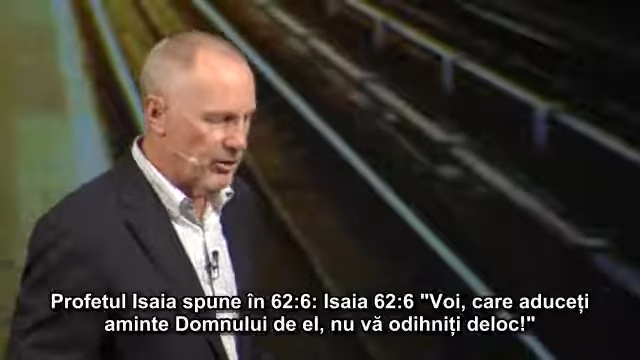 Profetul Isaia spune în 62:6: Isaia 62:6 "Voi, care aduceți
aminte Domnului de el, nu vă odihniți deloc!"